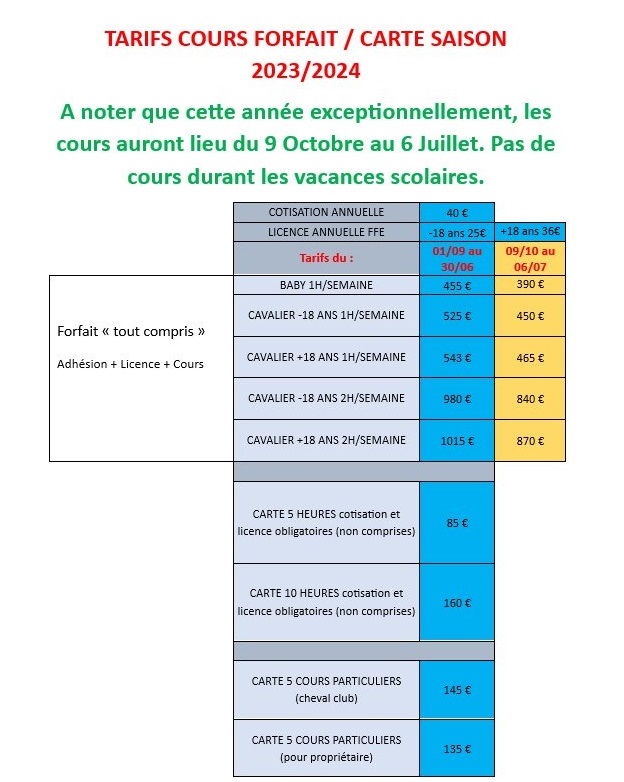 TARIFS COURS FORFAIT / CARTE SAISON
2023/2024
A noter que cette année exceptionnellement, les
cours auront lieu du 9 Octobre au 6 Juillet. Pas de
cours durant les vacances scolaires.
COTISATION ANNUELLE 40 €
LICENCE ANNUELLE FFE -18 ans 25€ +18 ans 36€
Tarifs du : 01/09 au 09/10 au
30/06 06/07
BABY 1H/SEMAINE 455 € 390 €
CAVALIER -18 ANS 1H/SEMAINE 525 € 450 €
Forfait « tout compris »
CAVALIER +18 ANS 1H/SEMAINE 543 € 465 €
Adhésion + Licence + Cours
CAVALIER -18 ANS 2H/SEMAINE 980 € 840 €
CAVALIER +18 ANS 2H/SEMAINE 1015 € 870 €
CARTE 5 HEURES cotisation et
licence obligatoires (non comprises) 85 €
CARTE 10 HEURES cotisation et
licence obligatoires (non comprises) 160 €
CARTE 5 COURS PARTICULIERS
(cheval club) 145 €
CARTE 5 COURS PARTICULIERS
(pour propriétaire) 135 €